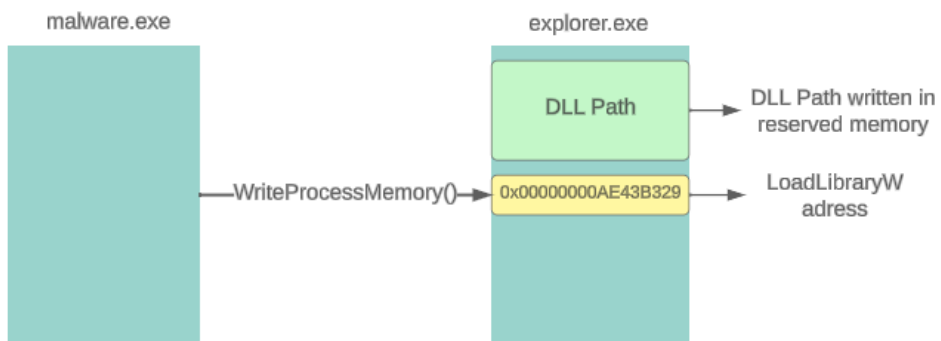 malware.exe
explorer.exe
DLL Path
DLL Path written in
reserved memory
WriteProcessMemory()
0x00000000AE43B329
LoadLibraryW
adress